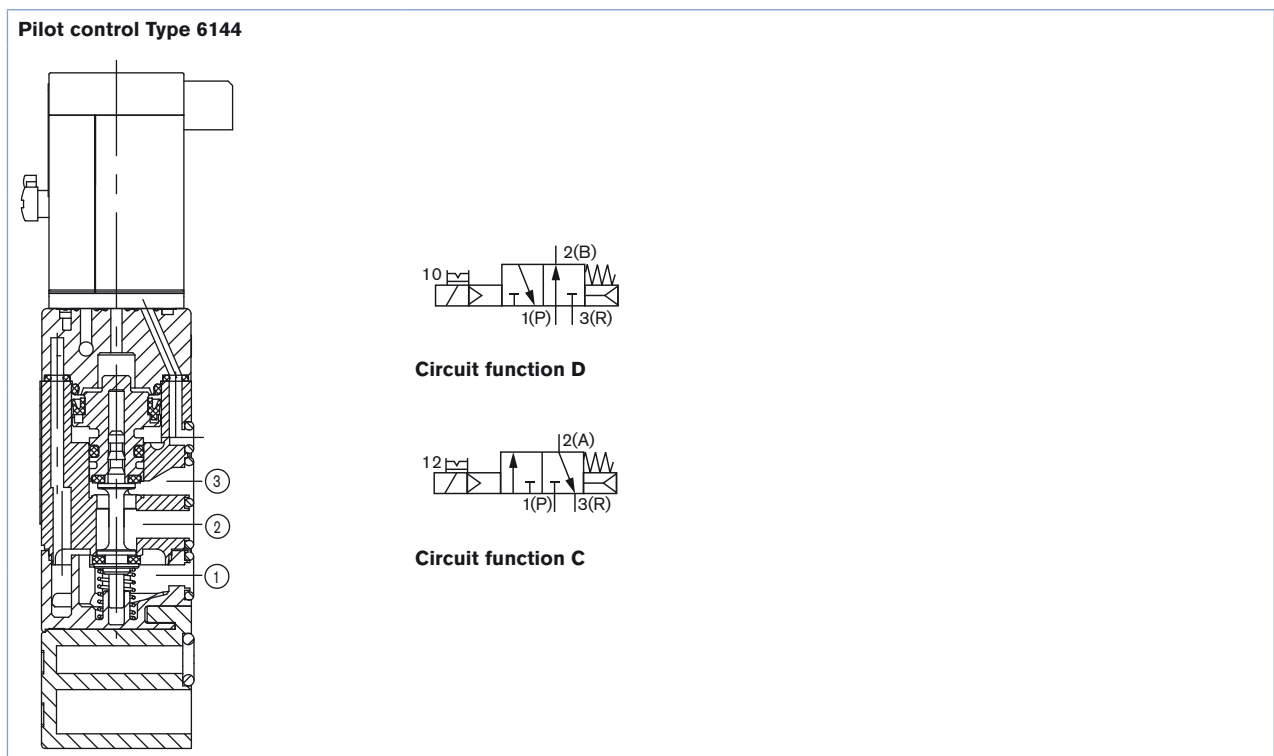 Pilot control Type 6144
2(B)
10
1(P) 3(R)
Circuit function D
2(A)
12
1(P) 3(R)
Circuit function C
3
2
1